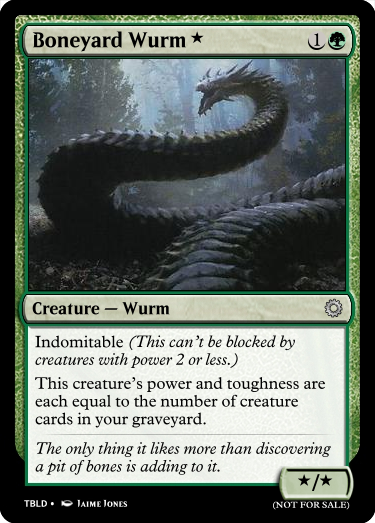 Boneyard Wurm ★ 1
Creature — Wurm
Indomitable (This can't be blocked by
creatures with power 2 or less.)
This creature's power and toughness are
each equal to the number of creature
cards in your graveyard.
The only thing it likes more than discovering
a pit of bones is adding to it.
★/★
TBLD • Jaime Jones
(NOT FOR SALE)